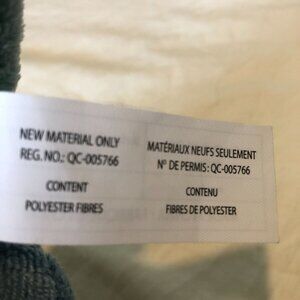 NEW MATERIAL ONLY
REG. NO.: QC-005766
CONTENT
POLYESTER FIBRES
MATÉRIAUX NEUFS SEULEMENT
Nº DE PERMIS: QC-005766
CONTENU
FIBRES DE POLYESTER